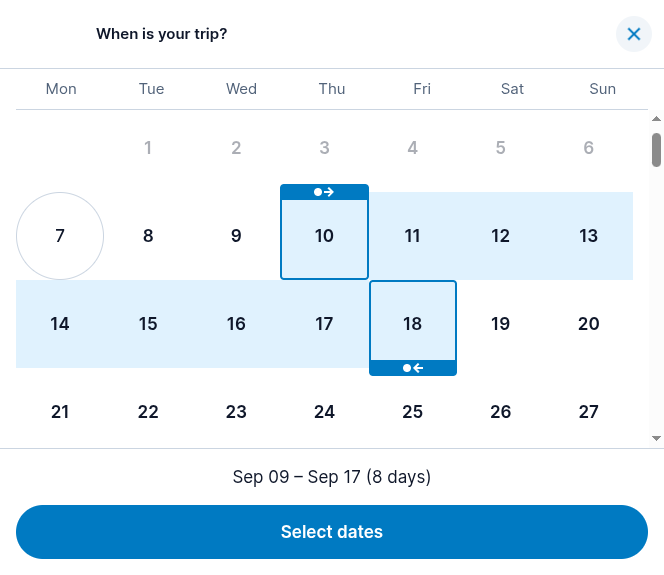 When is your trip?
Mon Tue Wed Thu Fri Sat Sun
1 2 3 4 5 6
7 8 9 10 11 12 13
14 15 16 17 18 19 20
21 22 23 24 25 26 27
Sep 09 – Sep 17 (8 days)
Select dates